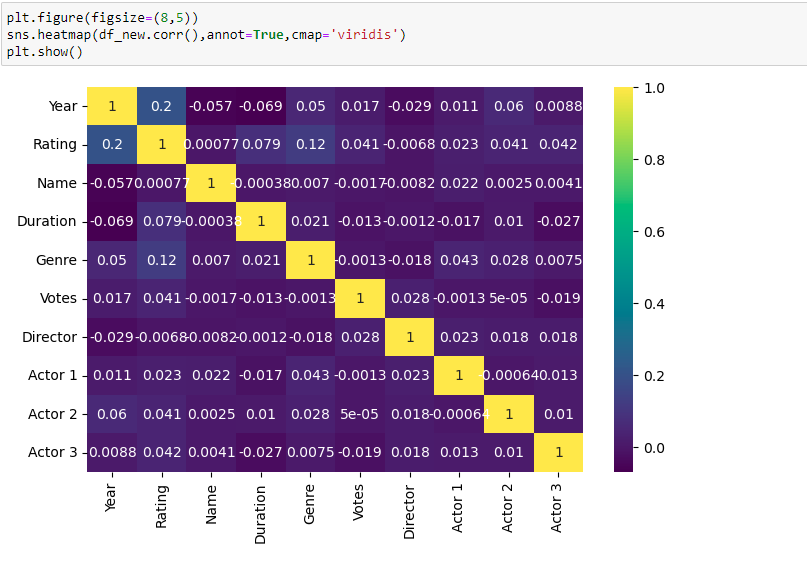 plt.figure(figsize=(8,5))
sns.heatmap(df_new.corr(),annot=True,cmap='viridis')
plt.show()
Year 1 0.2 -0.057 -0.069 0.05 0.017 -0.029 0.011 0.06 0.0088
Rating 0.2 1 0.00077 0.079 0.12 0.041 -0.0068 0.023 0.041 0.042
Name -0.057 0.00077 1 -0.00038 0.007 -0.0017 -0.0082 0.022 0.0025 0.0041
Duration -0.069 0.079 -0.00038 1 0.021 -0.013 -0.0012 -0.017 0.01 -0.027
Genre 0.05 0.12 0.007 0.021 1 -0.0013 -0.018 0.043 0.028 0.0075
Votes 0.017 0.041 -0.0017 -0.013 -0.0013 1 0.028 -0.0013 5e-05 -0.019
Director -0.029 -0.0068 -0.0082 -0.0012 -0.018 0.028 1 0.023 0.018 0.018
Actor 1 0.011 0.023 0.022 -0.017 0.043 -0.0013 0.023 1 -0.00064 0.013
Actor 2 0.06 0.041 0.0025 0.01 0.028 5e-05 0.018 -0.00064 1 0.01
Actor 3 0.0088 0.042 0.0041 -0.027 0.0075 -0.019 0.018 0.013 0.01 1
Year Rating Name Duration Genre Votes Director Actor 1 Actor 2 Actor 3
1.0
0.8
0.6
0.4
0.2
0.0